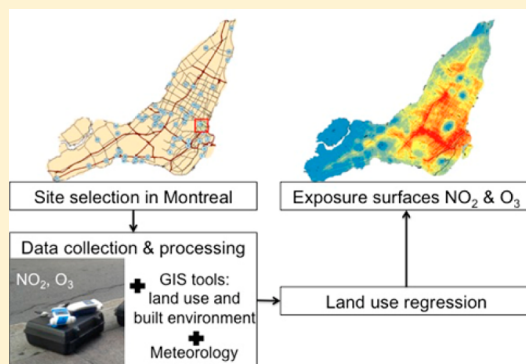 Site selection in Montreal
Exposure surfaces NO₂ & O₃
Data collection & processing
NO₂, O₃
GIS tools:
land use and
built environment
Meteorology
Land use regression